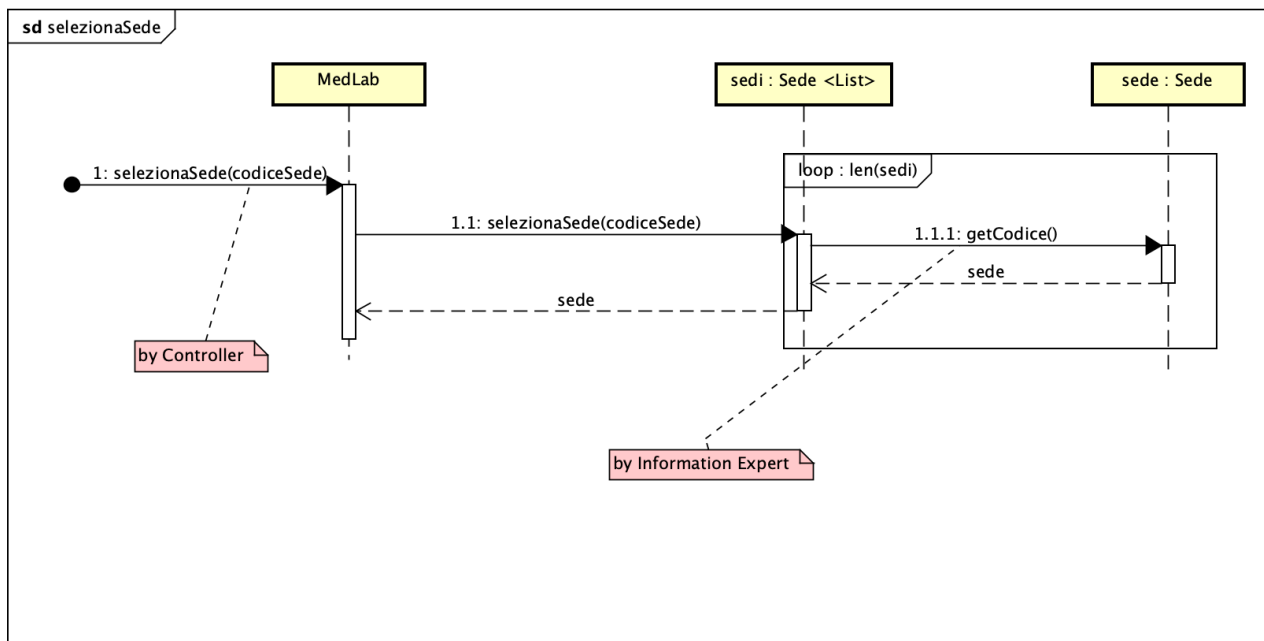 sd selezionaSede
MedLab
sedi : Sede <List>
sede : Sede
loop : len(sedi)
1: selezionaSede(codiceSede)
1.1: selezionaSede(codiceSede)
1.1.1: getCodice()
sede
sede
by Controller
by Information Expert